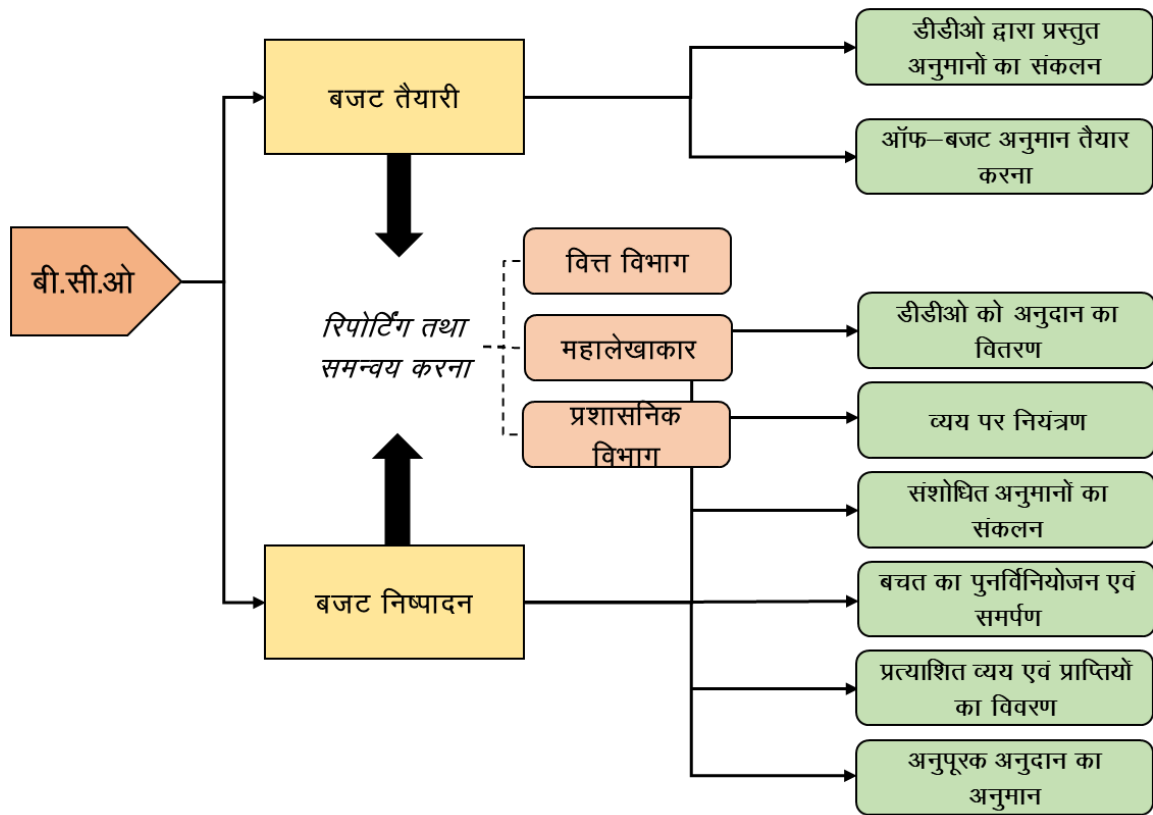 बी.सी.ओ
बजट तैयारी
डीडीओ द्वारा प्रस्तुत
अनुमानों का संकलन
ऑफ–बजट अनुमान तैयार
करना
रिपोर्टिंग तथा
समन्वय करना
वित्त विभाग
महालेखाकार
प्रशासनिक
विभाग
बजट निष्पादन
डीडीओ को अनुदान का
वितरण
व्यय पर नियंत्रण
संशोधित अनुमानों का
संकलन
बचत का पुनर्विनियोजन एवं
समर्पण
प्रत्याशित व्यय एवं प्राप्तियों
का विवरण
अनुपूरक अनुदान का
अनुमान